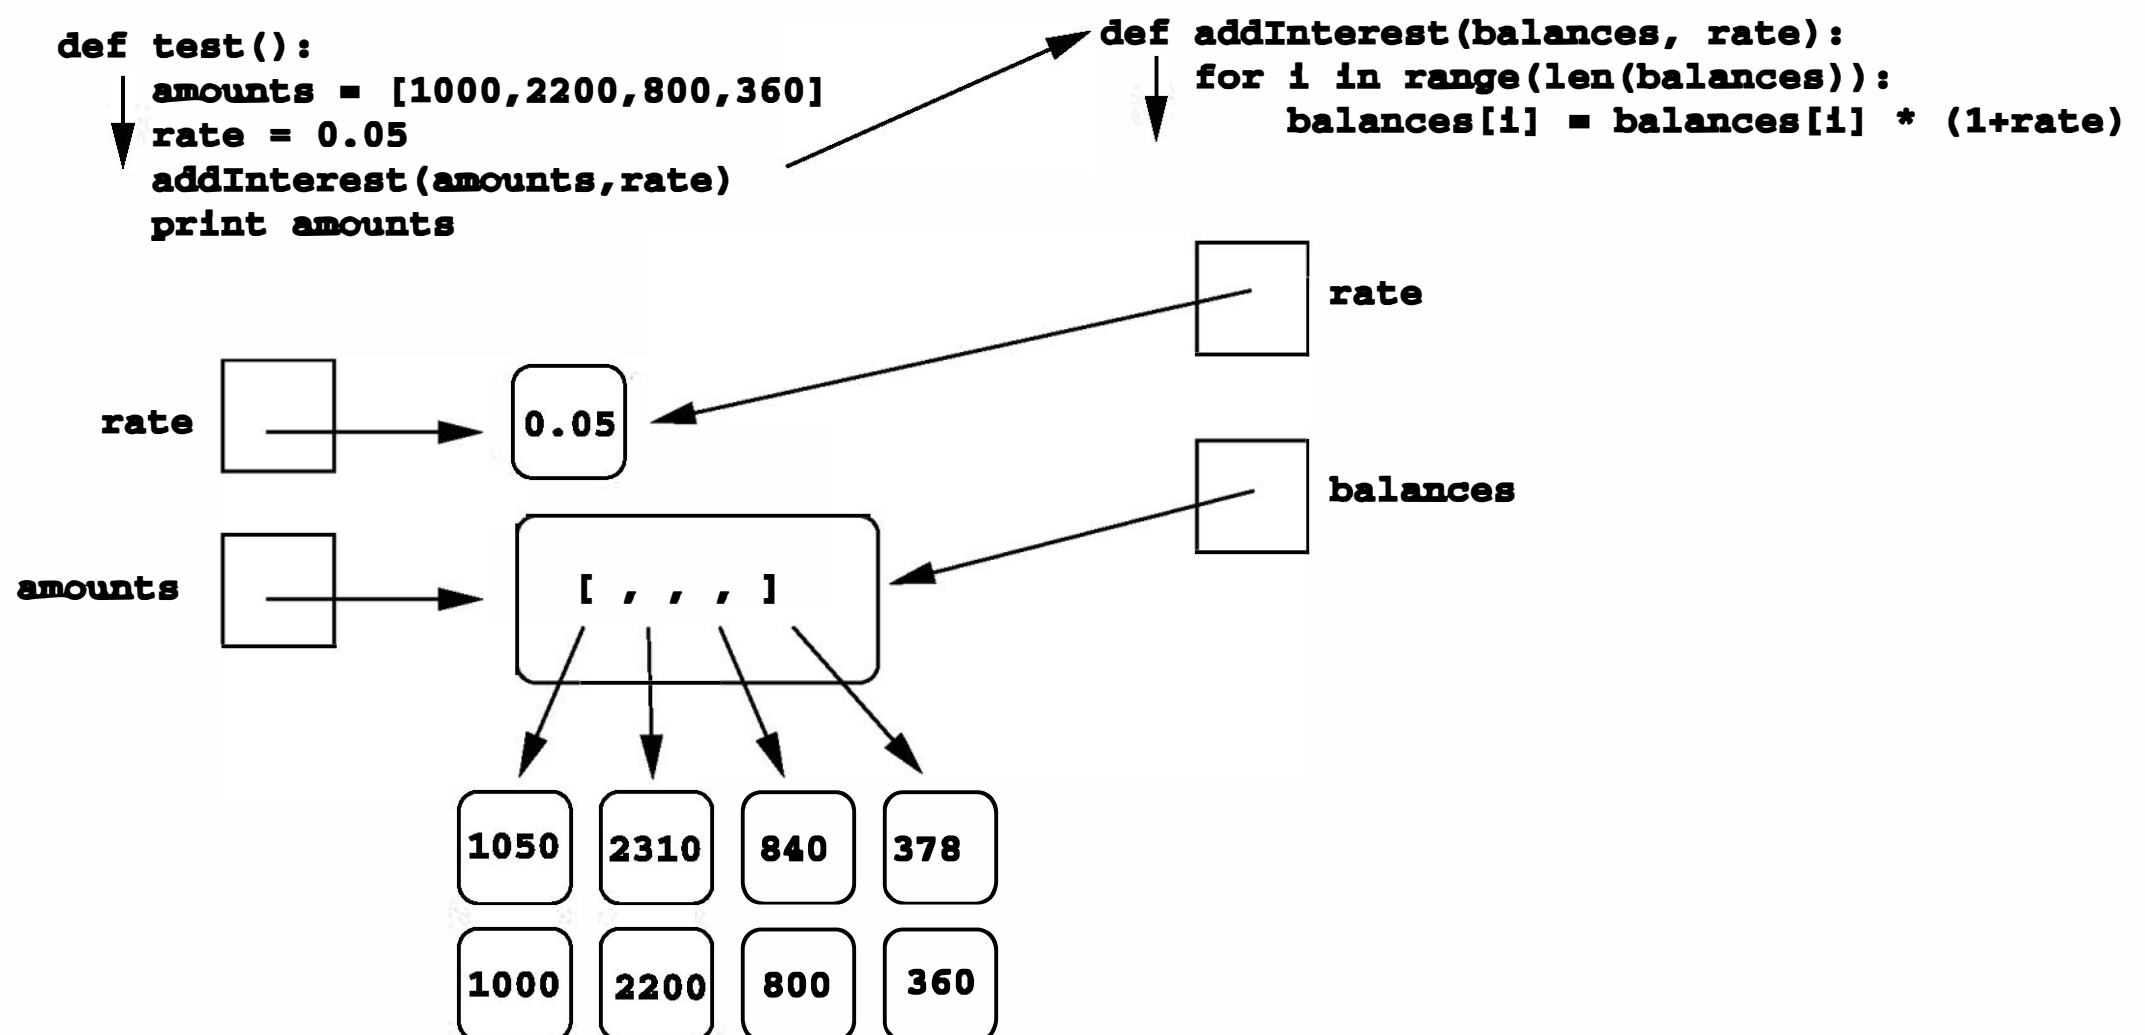 def test():
    amounts = [1000,2200,800,360]
    rate = 0.05
    addInterest(amounts,rate)
    print amounts
def addInterest(balances, rate):
    for i in range(len(balances)):
        balances[i] = balances[i] * (1+rate)
rate
rate
0.05
balances
amounts
[ , , , ]
1050 2310 840 378
1000 2200 800 360